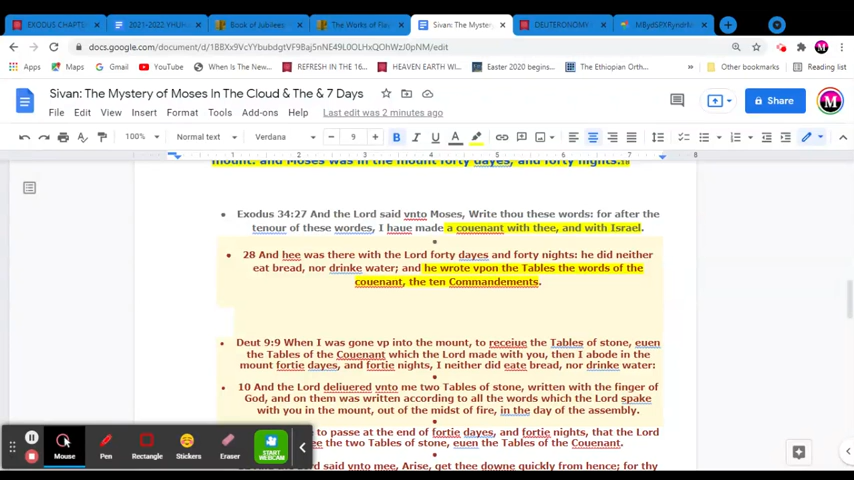 EXODUS CHAPT
2021-2022 YHUH
Book of Jubilees
The Works of Fla
Sivan: The Myster
DEUTERONOMY
MBydSPXRjyrdrM
docs.google.com/document/d/1BBXx9VcYYbubdgtVF9Baj5nNE49L0OLHxQOhWzJ0pNM/edit
Apps
Gmail
YouTube
When Is The New...
REFRESH IN THE 16...
HEAVEN EARTH WI...
Easter 2020 begins...
The Ethiopian Orth...
Other bookmarks
Reading list
Sivan: The Mystery of Moses In The Cloud & The & 7 Days
File Edit View Insert Format Tools Add-ons Help Last edit was 2 minutes ago
Share
100% Normal text Verdana 9
1 2 3 4 5 6 7 8
mount: and Moses was in the mount forty dayes, and forty nights.
Exodus 34:27 And the Lord said vnto Moses, Write thou these words: for after the
tenour of these wordes, I haue made a couenant with thee, and with Israel.
28 And hee was there with the Lord forty dayes and forty nights: he did neither
eat bread, nor drinke water; and he wrote vpon the Tables the words of the
couenant, the ten Commandements.
Deut 9:9 When I was gone vp into the mount, to receiue the Tables of stone, euen
the Tables of the Couenant which the Lord made with you, then I abode in the
mount fortie dayes, and fortie nights, I neither did eate bread, nor drinke water:
10 And the Lord deliuered vnto me two Tables of stone, written with the finger of
God, and on them was written according to all the words which the Lord spake
with you in the mount, out of the midst of fire, in the day of the assembly.
to passe at the end of fortie dayes, and fortie nights, that the Lord
the two Tables of stone, euen the Tables of the Couenant.
Lord said vnto mee, Arise, get thee downe quickly from hence; for thy
Mouse
Pen
Rectangle
Stickers
Eraser
START
WEBCAM